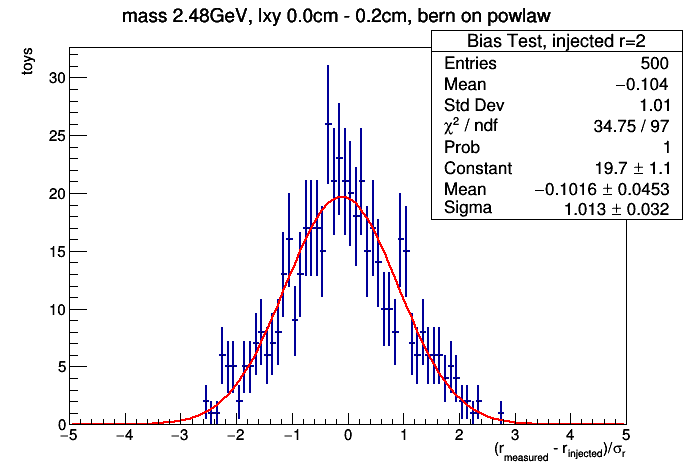 mass 2.48GeV, lxy 0.0cm - 0.2cm, bern on powlaw
Bias Test, injected r=2
Entries 500
Mean −0.104
Std Dev 1.01
χ² / ndf 34.75 / 97
Prob 1
Constant 19.7 ± 1.1
Mean −0.1016 ± 0.0453
Sigma 1.013 ± 0.032
toys
30
25
20
15
10
5
0
−5 −4 −3 −2 −1 0 1 2 3 4 5
(r_measured - r_injected)/σ_r